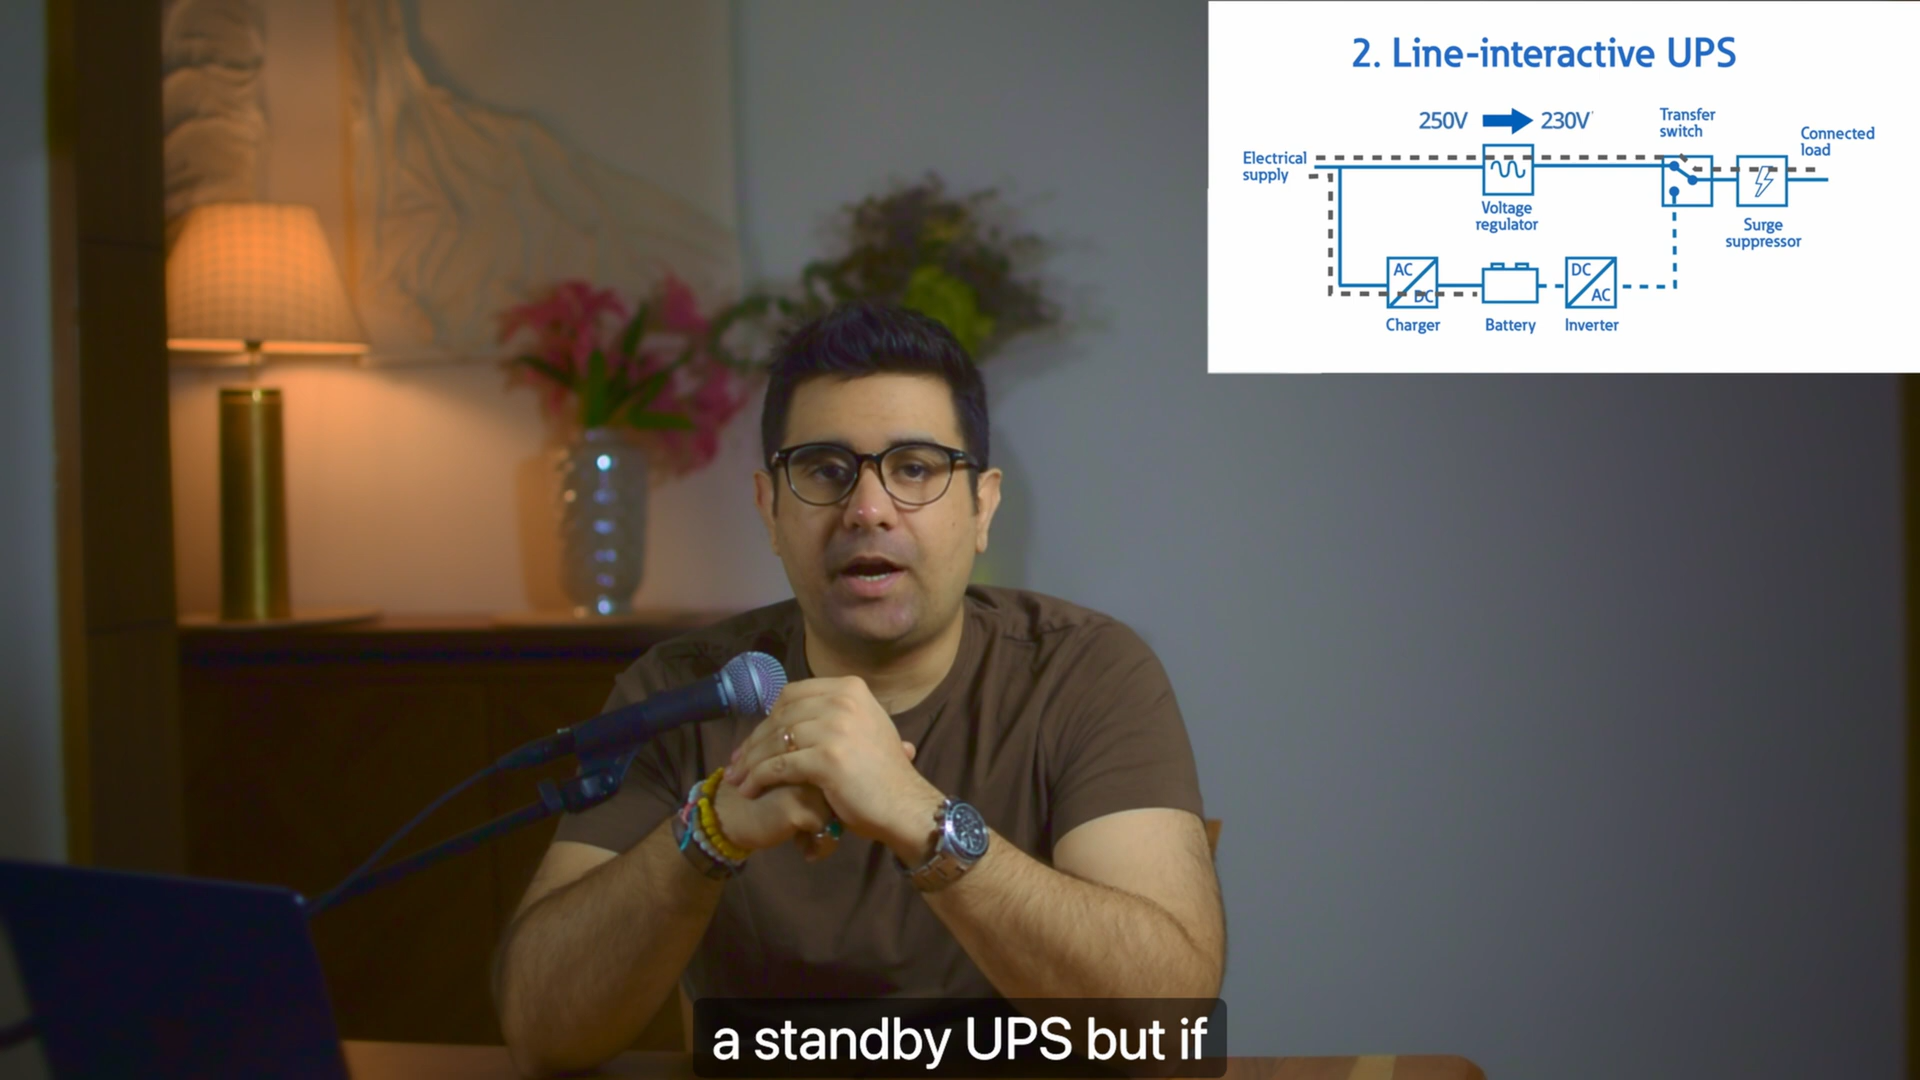 2. Line-interactive UPS
250V
230V
Transfer
switch
Connected
load
Electrical
supply
Voltage
regulator
Surge
suppressor
AC
DC
DC
AC
Charger
Battery
Inverter
a standby UPS but if